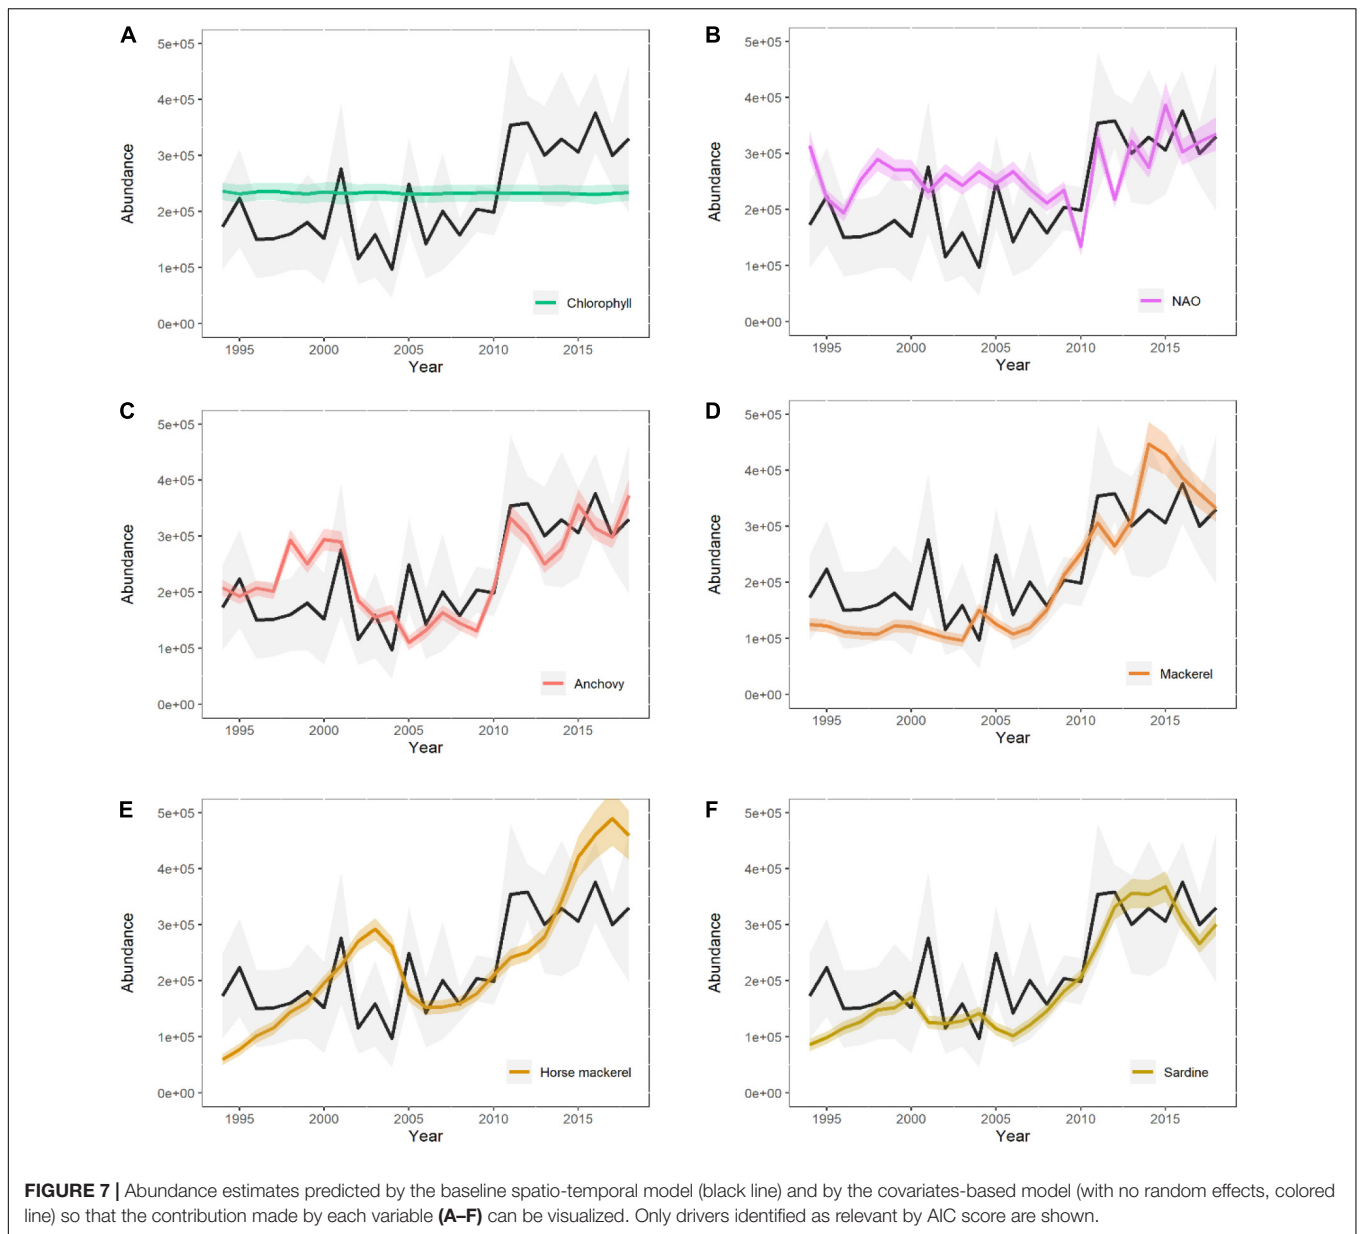 A
5e+05
4e+05
3e+05
2e+05
1e+05
0e+00
Abundance
1995 2000 2005 2010 2015
Year
Chlorophyll
B
5e+05
4e+05
3e+05
2e+05
1e+05
0e+00
Abundance
1995 2000 2005 2010 2015
Year
NAO
C
5e+05
4e+05
3e+05
2e+05
1e+05
0e+00
Abundance
1995 2000 2005 2010 2015
Year
Anchovy
D
5e+05
4e+05
3e+05
2e+05
1e+05
0e+00
Abundance
1995 2000 2005 2010 2015
Year
Mackerel
E
5e+05
4e+05
3e+05
2e+05
1e+05
0e+00
Abundance
1995 2000 2005 2010 2015
Year
Horse mackerel
F
5e+05
4e+05
3e+05
2e+05
1e+05
0e+00
Abundance
1995 2000 2005 2010 2015
Year
Sardine
FIGURE 7 | Abundance estimates predicted by the baseline spatio-temporal model (black line) and by the covariates-based model (with no random effects, colored
line) so that the contribution made by each variable (A–F) can be visualized. Only drivers identified as relevant by AIC score are shown.